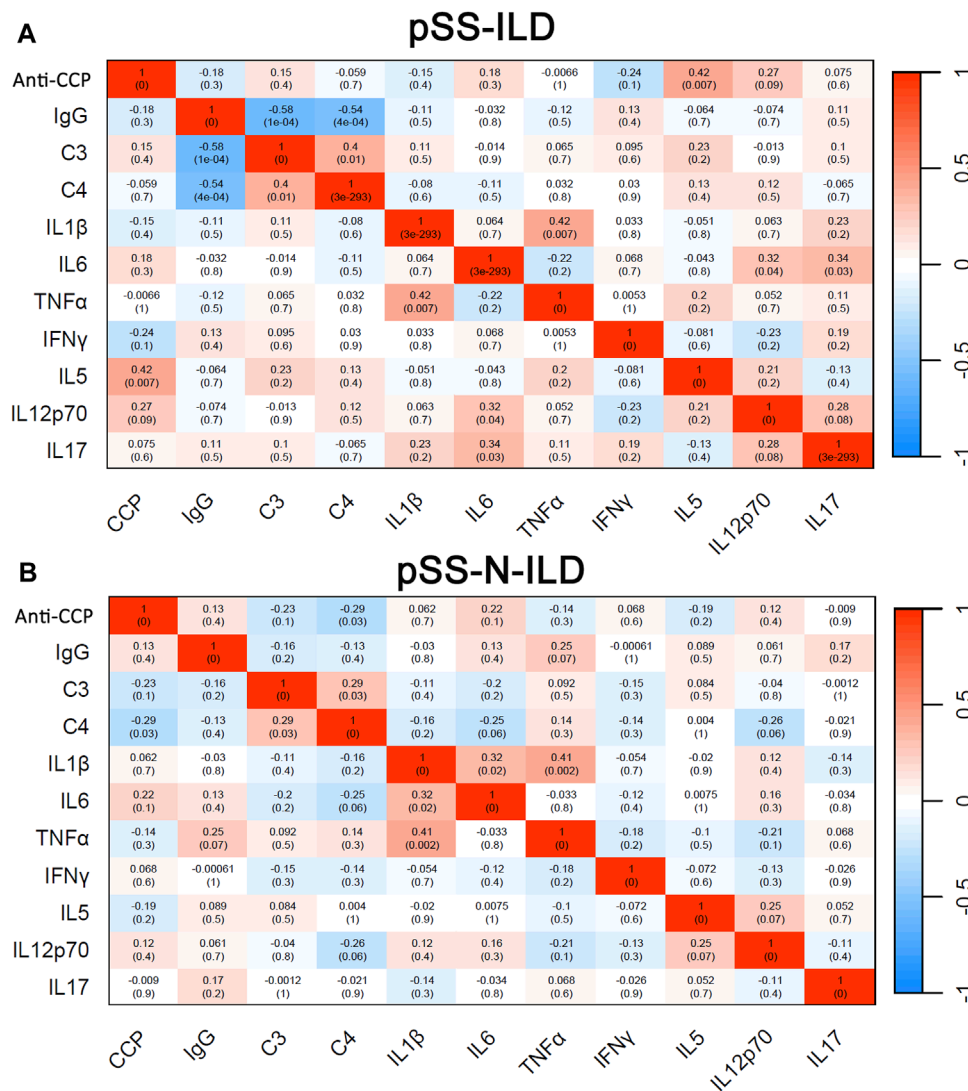 A
pSS-ILD
Anti-CCP 1 -0.18 0.15 -0.059 -0.15 0.18 -0.0066 -0.24 0.42 0.27 0.075
(0) (0.3) (0.4) (0.7) (0.4) (0.3) (1) (0.1) (0.007) (0.09) (0.6)
IgG -0.18 1 -0.58 -0.54 -0.11 -0.032 -0.12 0.13 -0.064 -0.074 0.11
(0.3) (0) (1e-04) (4e-04) (0.5) (0.8) (0.5) (0.4) (0.7) (0.7) (0.5)
C3 0.15 -0.58 1 0.4 0.11 -0.014 0.065 0.095 0.23 -0.013 0.1
(0.4) (1e-04) (0) (0.01) (0.5) (0.9) (0.7) (0.6) (0.2) (0.9) (0.5)
C4 -0.059 -0.54 0.4 1 -0.08 -0.11 0.032 0.03 0.13 0.12 -0.065
(0.7) (4e-04) (0.01) (3e-293) (0.6) (0.5) (0.8) (0.9) (0.4) (0.5) (0.7)
IL1β -0.15 -0.11 0.11 -0.08 1 0.064 0.42 0.033 -0.051 0.063 0.23
(0.4) (0.5) (0.5) (0.6) (3e-293) (0.7) (0.007) (0.8) (0.8) (0.7) (0.2)
IL6 0.18 -0.032 -0.014 -0.11 0.064 1 -0.22 0.068 -0.043 0.32 0.34
(0.3) (0.8) (0.9) (0.5) (0.7) (3e-293) (0.2) (0.7) (0.8) (0.04) (0.03)
TNFα -0.0066 -0.12 0.065 0.032 0.42 -0.22 1 0.0053 0.2 0.052 0.11
(1) (0.5) (0.7) (0.8) (0.007) (0.2) (0) (1) (0.2) (0.7) (0.5)
IFNγ -0.24 0.13 0.095 0.03 0.033 0.068 0.0053 1 -0.081 -0.23 0.19
(0.1) (0.4) (0.6) (0.9) (0.8) (0.7) (1) (0) (0.6) (0.2) (0.2)
IL5 0.42 -0.064 0.23 0.13 -0.051 -0.043 0.2 -0.081 1 0.21 -0.13
(0.007) (0.7) (0.2) (0.4) (0.8) (0.8) (0.2) (0.6) (0) (0.2) (0.4)
IL12p70 0.27 -0.074 -0.013 0.12 0.063 0.32 0.052 -0.23 0.21 1 0.28
(0.09) (0.7) (0.9) (0.5) (0.7) (0.04) (0.7) (0.2) (0.2) (0) (0.08)
IL17 0.075 0.11 0.1 -0.065 0.23 0.34 0.11 0.19 -0.13 0.28 1
(0.6) (0.5) (0.5) (0.7) (0.2) (0.03) (0.5) (0.2) (0.4) (0.08) (3e-293)
CCP IgG C3 C4 IL1β IL6 TNFα IFNγ IL5 IL12p70 IL17
1
0.5
0
-0.5
-1
B
pSS-N-ILD
Anti-CCP 1 0.13 -0.23 -0.29 0.062 0.22 -0.14 0.068 -0.19 0.12 -0.009
(0) (0.4) (0.1) (0.03) (0.7) (0.1) (0.3) (0.6) (0.2) (0.4) (0.9)
IgG 0.13 1 -0.16 -0.13 -0.03 0.13 0.25 -0.00061 0.089 0.061 0.17
(0.4) (0) (0.2) (0.4) (0.8) (0.4) (0.07) (1) (0.5) (0.7) (0.2)
C3 -0.23 -0.16 1 0.29 -0.11 -0.2 0.092 -0.15 0.084 -0.04 -0.0012
(0.1) (0.2) (0) (0.03) (0.4) (0.2) (0.5) (0.3) (0.5) (0.8) (1)
C4 -0.29 -0.13 0.29 1 -0.16 -0.25 0.14 -0.14 0.004 -0.26 -0.021
(0.03) (0.4) (0.03) (0) (0.2) (0.06) (0.3) (0.3) (1) (0.06) (0.9)
IL1β 0.062 -0.03 -0.11 -0.16 1 0.32 0.41 -0.054 -0.02 0.12 -0.14
(0.7) (0.8) (0.4) (0.2) (0) (0.02) (0.002) (0.7) (0.9) (0.4) (0.3)
IL6 0.22 0.13 -0.2 -0.25 0.32 1 -0.033 -0.12 0.0075 0.16 -0.034
(0.1) (0.4) (0.2) (0.06) (0.02) (0) (0.8) (0.4) (1) (0.3) (0.8)
TNFα -0.14 0.25 0.092 0.14 0.41 -0.033 1 -0.18 -0.1 -0.21 0.068
(0.3) (0.07) (0.5) (0.3) (0.002) (0.8) (0) (0.2) (0.5) (0.1) (0.6)
IFNγ 0.068 -0.00061 -0.15 -0.14 -0.054 -0.12 -0.18 1 -0.072 -0.13 -0.026
(0.6) (1) (0.3) (0.3) (0.7) (0.4) (0.2) (0) (0.6) (0.3) (0.9)
IL5 -0.19 0.089 0.084 0.004 -0.02 0.0075 -0.1 -0.072 1 0.25 0.052
(0.2) (0.5) (0.5) (1) (0.9) (1) (0.5) (0.6) (0) (0.07) (0.7)
IL12p70 0.12 0.061 -0.04 -0.26 0.12 0.16 -0.21 -0.13 0.25 1 -0.11
(0.4) (0.7) (0.8) (0.06) (0.4) (0.3) (0.1) (0.3) (0.07) (0) (0.4)
IL17 -0.009 0.17 -0.0012 -0.021 -0.14 -0.034 0.068 -0.026 0.052 -0.11 1
(0.9) (0.2) (1) (0.9) (0.3) (0.8) (0.6) (0.9) (0.7) (0.4) (0)
CCP IgG C3 C4 IL1β IL6 TNFα IFNγ IL5 IL12p70 IL17
1
0.5
0
-0.5
-1